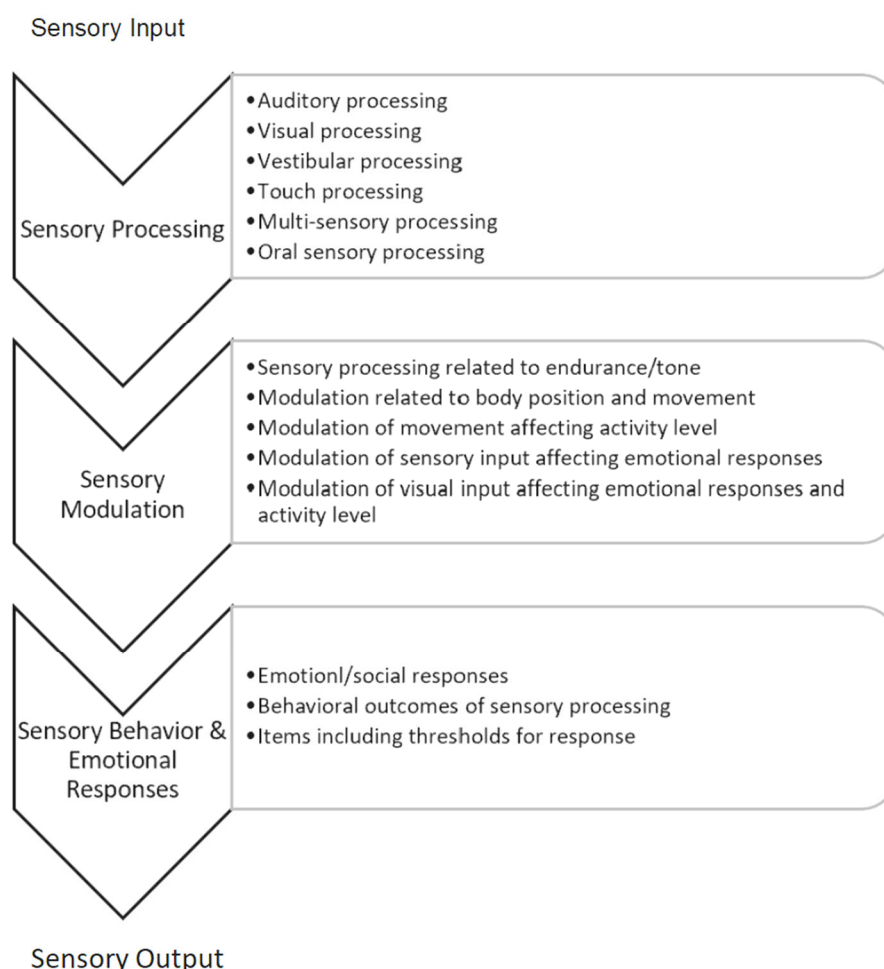 Sensory Input
Sensory Processing
•Auditory processing
•Visual processing
•Vestibular processing
•Touch processing
•Multi-sensory processing
•Oral sensory processing
Sensory
Modulation
•Sensory processing related to endurance/tone
•Modulation related to body position and movement
•Modulation of movement affecting activity level
•Modulation of sensory input affecting emotional responses
•Modulation of visual input affecting emotional responses and
activity level
Sensory Behavior &
Emotional
Responses
•Emotionl/social responses
•Behavioral outcomes of sensory processing
•Items including thresholds for response
Sensory Output